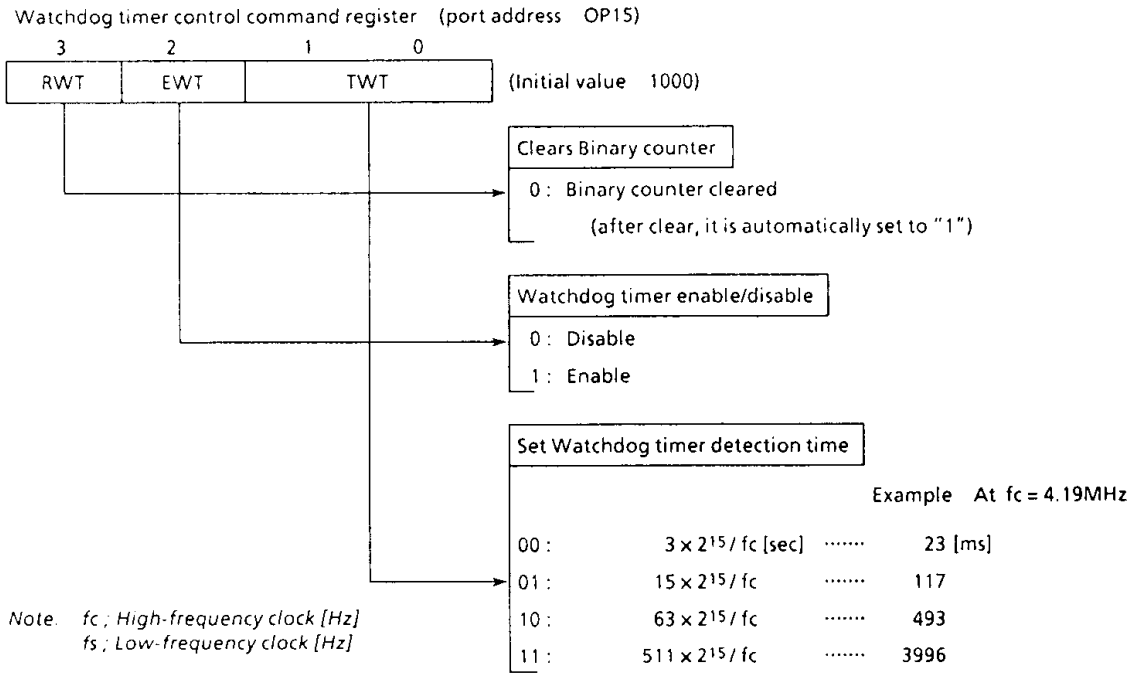 Watchdog timer control command register (port address OP15)
3 2 1 0
RWT EWT TWT (Initial value 1000)
Clears Binary counter
0 : Binary counter cleared
(after clear, it is automatically set to "1")
Watchdog timer enable/disable
0 : Disable
1 : Enable
Set Watchdog timer detection time
Example At fc = 4.19MHz
00 : 3 x 2¹⁵ / fc [sec] ······· 23 [ms]
01 : 15 x 2¹⁵ / fc ······· 117
10 : 63 x 2¹⁵ / fc ······· 493
11 : 511 x 2¹⁵ / fc ······· 3996
Note. fc ; High-frequency clock [Hz]
fs ; Low-frequency clock [Hz]